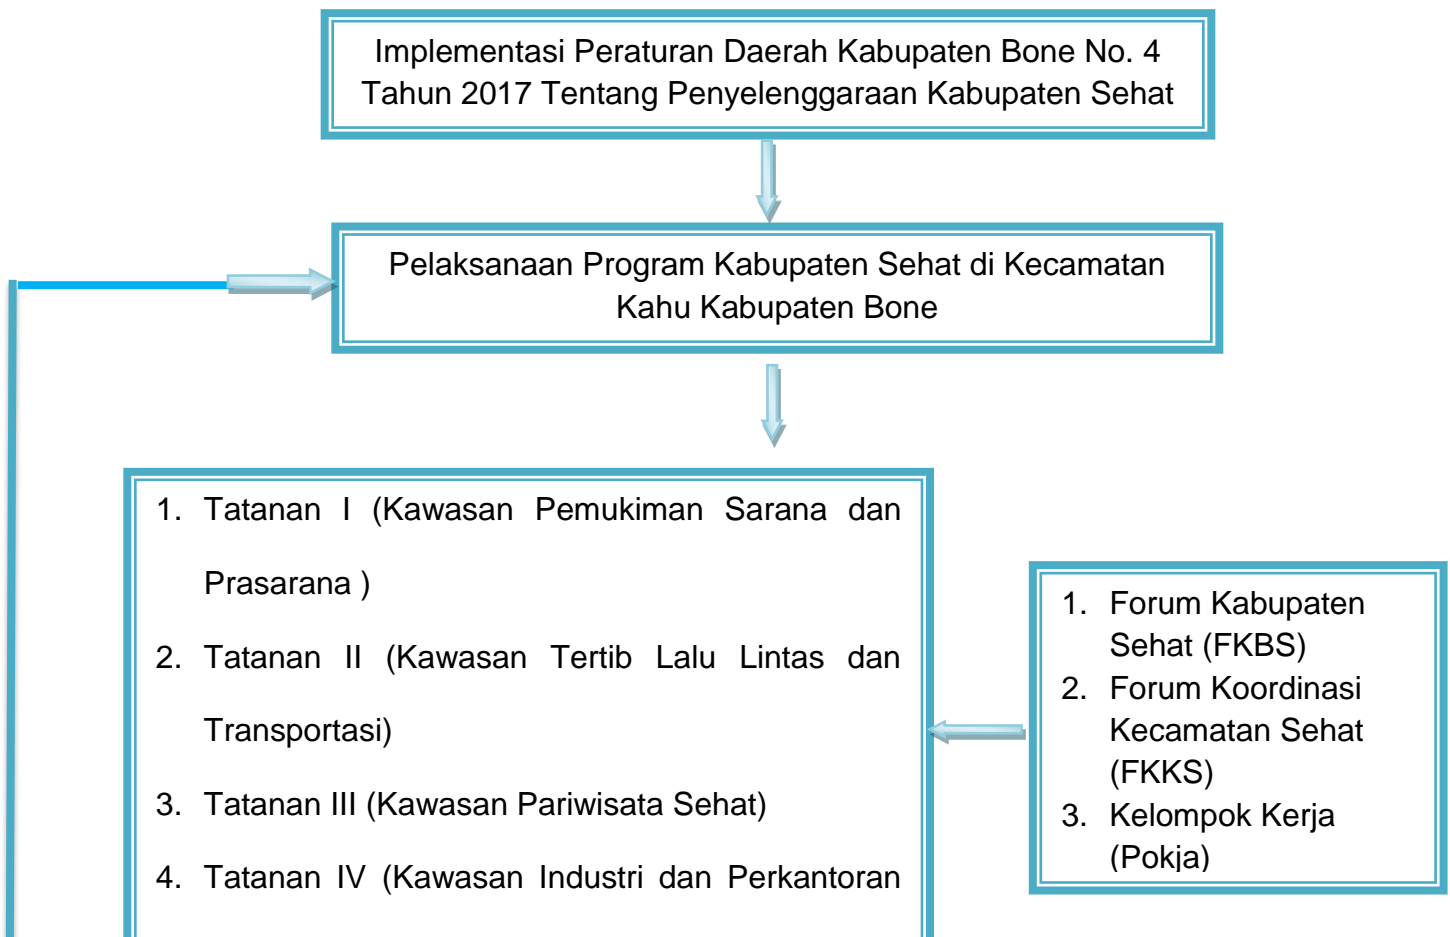 Implementasi Peraturan Daerah Kabupaten Bone No. 4
Tahun 2017 Tentang Penyelenggaraan Kabupaten Sehat
Pelaksanaan Program Kabupaten Sehat di Kecamatan
Kahu Kabupaten Bone
1. Tatanan I (Kawasan Pemukiman Sarana dan
Prasarana )
2. Tatanan II (Kawasan Tertib Lalu Lintas dan
Transportasi)
3. Tatanan III (Kawasan Pariwisata Sehat)
4. Tatanan IV (Kawasan Industri dan Perkantoran
1. Forum Kabupaten
Sehat (FKBS)
2. Forum Koordinasi
Kecamatan Sehat
(FKKS)
3. Kelompok Kerja
(Pokja)